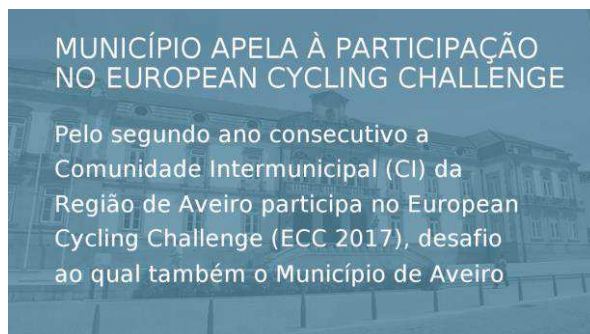 MUNICÍPIO APELA À PARTICIPAÇÃO
NO EUROPEAN CYCLING CHALLENGE
Pelo segundo ano consecutivo a
Comunidade Intermunicipal (CI) da
Região de Aveiro participa no European
Cycling Challenge (ECC 2017), desafio
ao qual também o Município de Aveiro